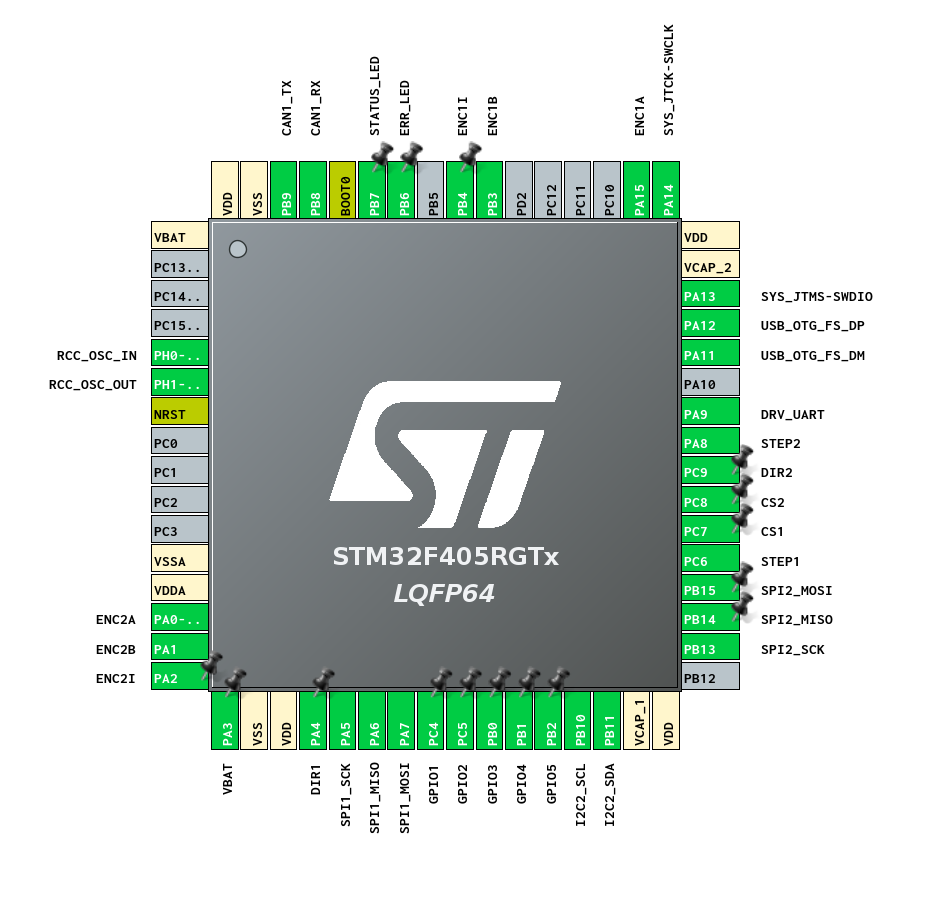 CAN1_TX
CAN1_RX
STATUS_LED
ERR_LED
ENC1I
ENC1B
ENC1A
SYS_JTCK-SWCLK
VDD
VSS
PB9
PB8
BOOT0
PB7
PB6
PB5
PB4
PB3
PD2
PC12
PC11
PC10
PA15
PA14
VBAT
PC13..
PC14..
PC15..
RCC_OSC_IN PH0-..
RCC_OSC_OUT PH1-..
NRST
PC0
PC1
PC2
PC3
VSSA
VDDA
ENC2A PA0-..
ENC2B PA1
ENC2I PA2
ST
STM32F405RGTx
LQFP64
VDD
VCAP_2
PA13 SYS_JTMS-SWDIO
PA12 USB_OTG_FS_DP
PA11 USB_OTG_FS_DM
PA10
PA9 DRV_UART
PA8 STEP2
PC9 DIR2
PC8 CS2
PC7 CS1
PC6 STEP1
PB15 SPI2_MOSI
PB14 SPI2_MISO
PB13 SPI2_SCK
PB12
PA3
VSS
VDD
PA4
PA5
PA6
PA7
PC4
PC5
PB0
PB1
PB2
PB10
PB11
VCAP_1
VDD
VBAT
DIR1
SPI1_SCK
SPI1_MISO
SPI1_MOSI
GPIO1
GPIO2
GPIO3
GPIO4
GPIO5
I2C2_SCL
I2C2_SDA